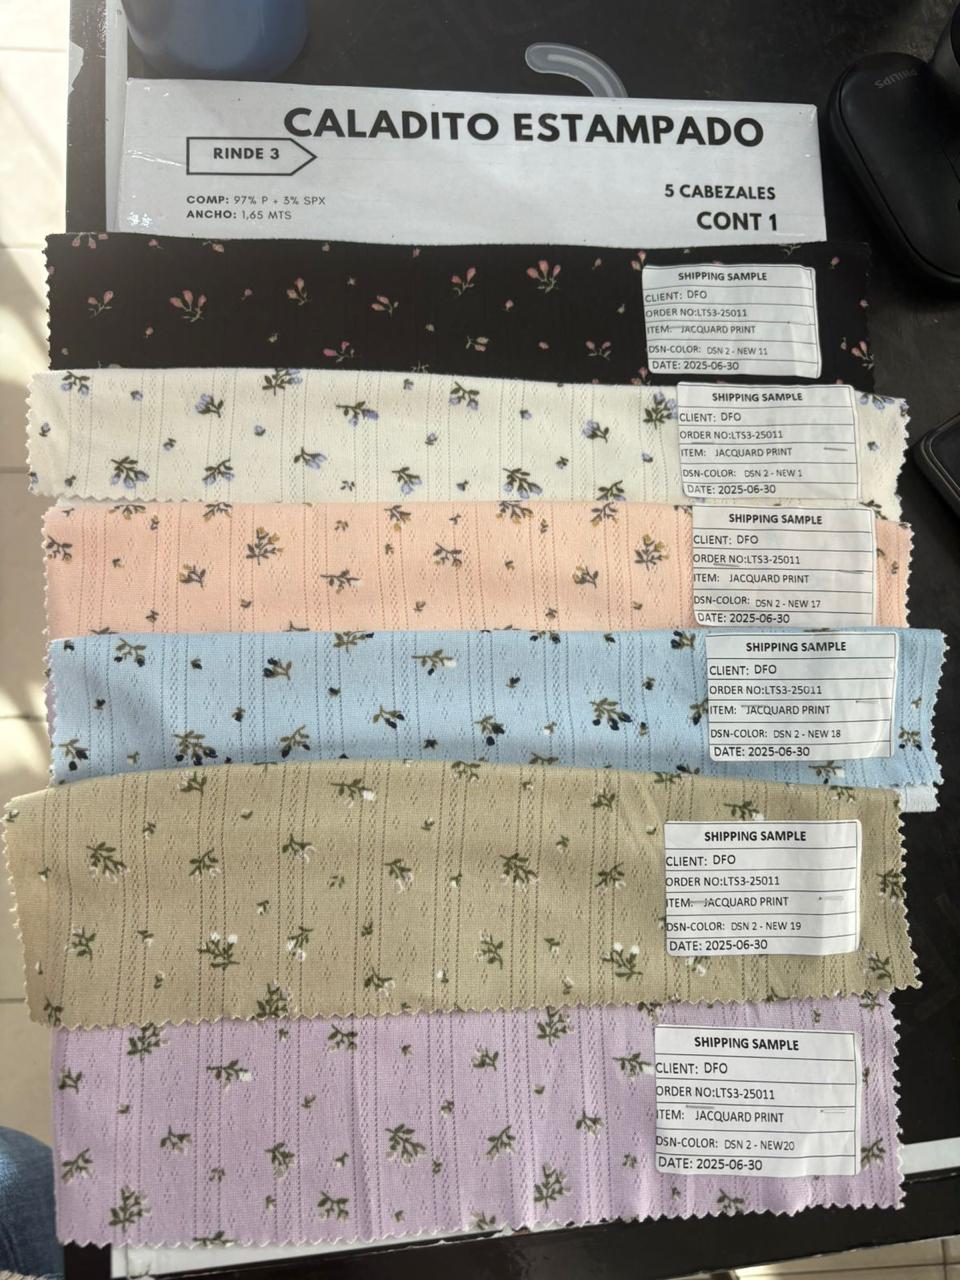 PHILIPS
CALADITO ESTAMPADO
RINDE 3
COMP: 97% P + 3% SPX
ANCHO: 1,65 MTS
5 CABEZALES
CONT 1
SHIPPING SAMPLE
CLIENT: DFO
ORDER NO:LTS3-25011
ITEM: JACQUARD PRINT
DSN-COLOR: DSN 2 - NEW 11
DATE: 2025-06-30
SHIPPING SAMPLE
CLIENT: DFO
ORDER NO:LTS3-25011
ITEM: JACQUARD PRINT
DSN-COLOR: DSN 2 - NEW 1
DATE: 2025-06-30
SHIPPING SAMPLE
CLIENT: DFO
ORDER NO:LTS3-25011
ITEM: JACQUARD PRINT
DSN-COLOR: DSN 2 - NEW 17
DATE: 2025-06-30
SHIPPING SAMPLE
CLIENT: DFO
ORDER NO:LTS3-25011
ITEM: JACQUARD PRINT
DSN-COLOR: DSN 2 - NEW 18
DATE: 2025-06-30
SHIPPING SAMPLE
CLIENT: DFO
ORDER NO:LTS3-25011
ITEM: JACQUARD PRINT
DSN-COLOR: DSN 2 - NEW 19
DATE: 2025-06-30
SHIPPING SAMPLE
CLIENT: DFO
ORDER NO:LTS3-25011
ITEM: JACQUARD PRINT
DSN-COLOR: DSN 2 - NEW20
DATE: 2025-06-30